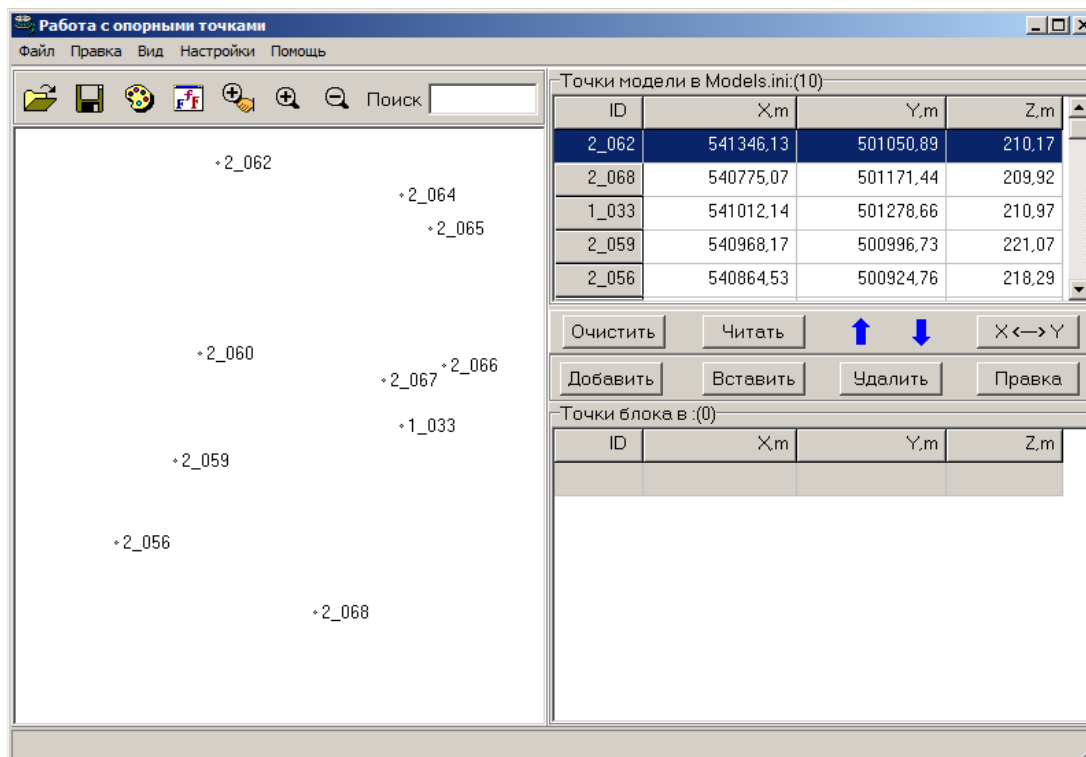 Работа с опорными точками
Файл Правка Вид Настройки Помощь
Поиск
2_062
2_064
2_065
2_060
2_066
2_067
1_033
2_059
2_056
2_068
Точки модели в Models.ini:(10)
ID X,m Y,m Z,m
2_062 541346,13 501050,89 210,17
2_068 540775,07 501171,44 209,92
1_033 541012,14 501278,66 210,97
2_059 540968,17 500996,73 221,07
2_056 540864,53 500924,76 218,29
Очистить Читать X <—> Y
Добавить Вставить Удалить Правка
Точки блока в :(0)
ID X,m Y,m Z,m